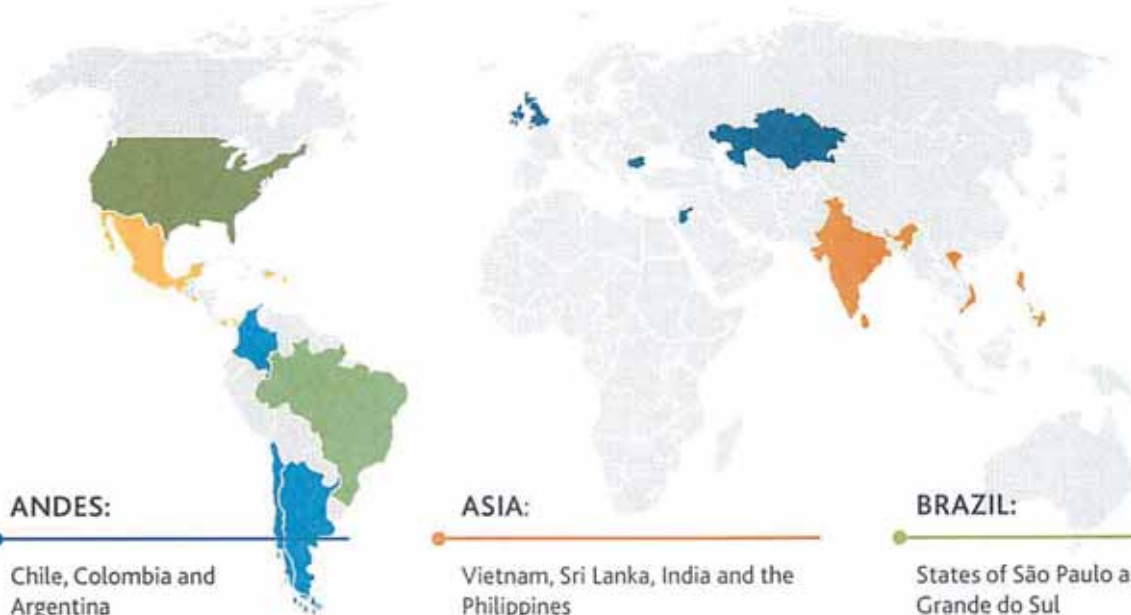 ANDES:
Chile, Colombia and
Argentina
ASIA:
Vietnam, Sri Lanka, India and the
Philippines
BRAZIL:
States of São Paulo a
Grande do Sul